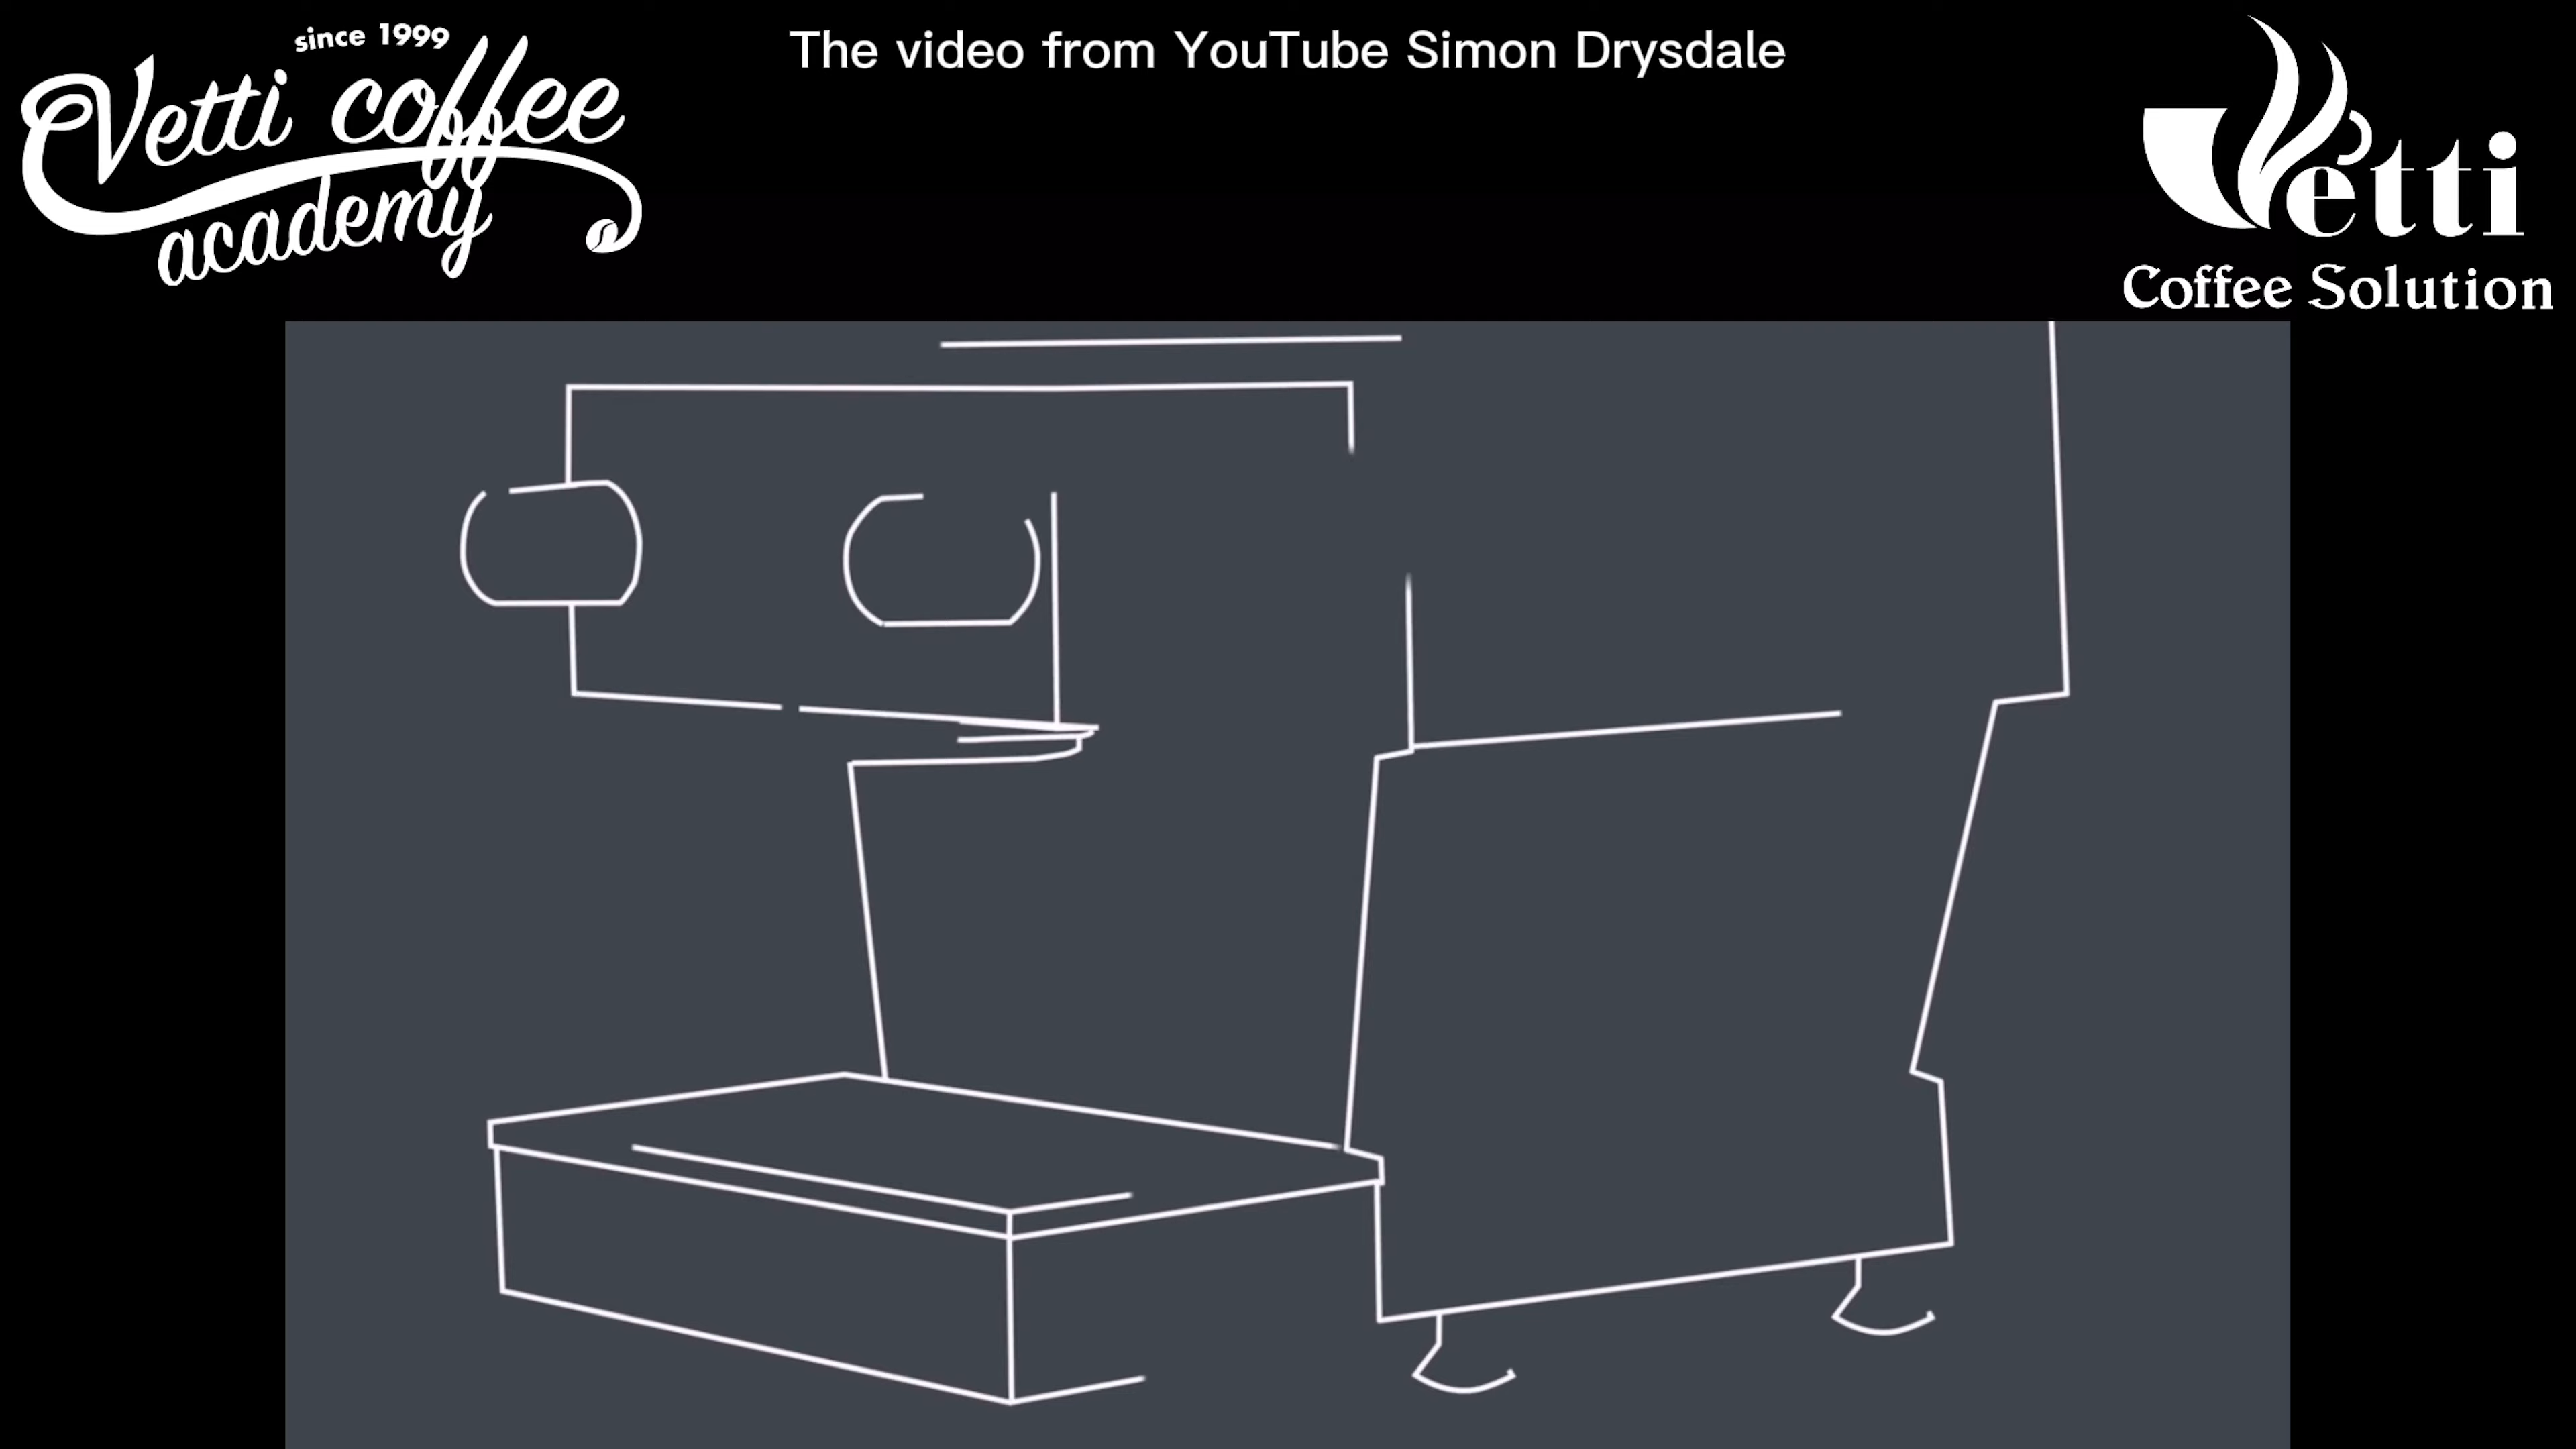 since 1999
Vetti coffee
academy
The video from YouTube Simon Drysdale
Vetti
Coffee Solution